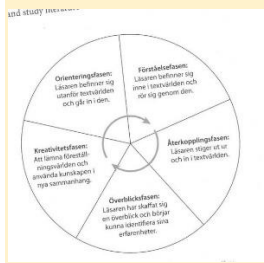 and study literature
Orienteringsfasen:
Läsaren befinner sig
utanför textvärlden
och går in i den.
Förståelsefasen:
Läsaren befinner sig
inne i textvärlden och
rör sig genom den.
Återkopplingsfasen:
Läsaren stiger ut ur
och in i textvärlden.
Överblicksfasen:
Läsaren har skaffat sig
en överblick och börjar
kunna identifiera sina
erfarenheter.
Kreativitetsfasen:
Att lämna föreställ-
ningsvärlden och
använda kunskapen i
nya sammanhang.